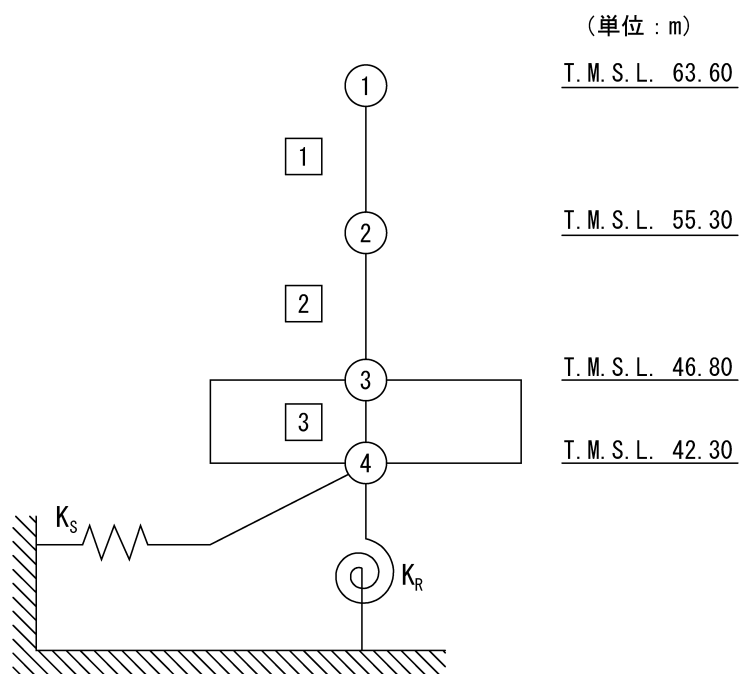 （単位：m）
T.M.S.L. 63.60
1
1
T.M.S.L. 55.30
2
2
T.M.S.L. 46.80
3
3
T.M.S.L. 42.30
4
KS
KR